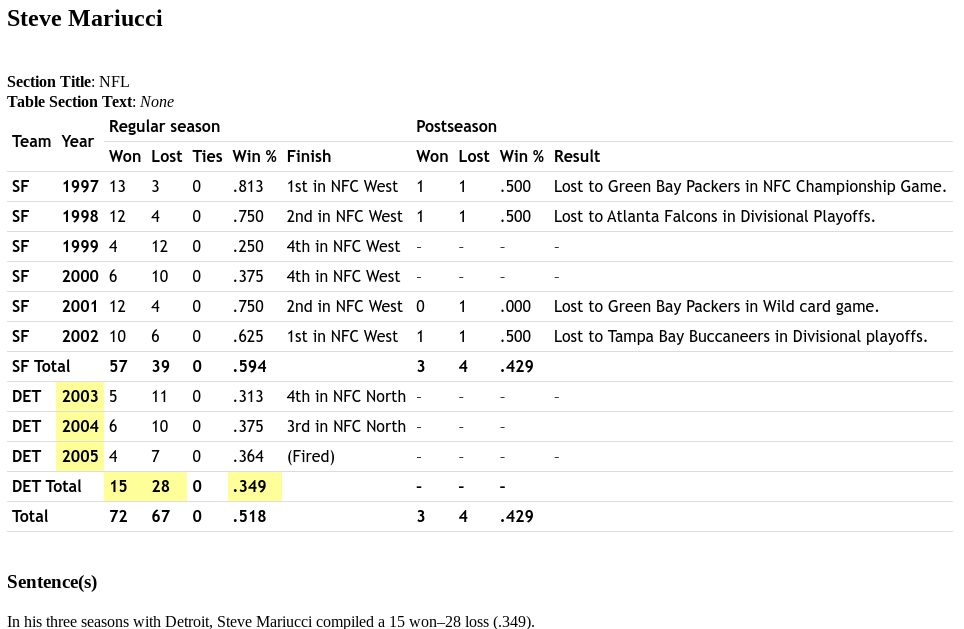 Steve Mariucci
Section Title: NFL
Table Section Text: None
Team Year Regular season Postseason
Won Lost Ties Win % Finish Won Lost Win % Result
SF 1997 13 3 0 .813 1st in NFC West 1 1 .500 Lost to Green Bay Packers in NFC Championship Game.
SF 1998 12 4 0 .750 2nd in NFC West 1 1 .500 Lost to Atlanta Falcons in Divisional Playoffs.
SF 1999 4 12 0 .250 4th in NFC West - - - -
SF 2000 6 10 0 .375 4th in NFC West - - - -
SF 2001 12 4 0 .750 2nd in NFC West 0 1 .000 Lost to Green Bay Packers in Wild card game.
SF 2002 10 6 0 .625 1st in NFC West 1 1 .500 Lost to Tampa Bay Buccaneers in Divisional playoffs.
SF Total 57 39 0 .594 3 4 .429
DET 2003 5 11 0 .313 4th in NFC North - - - -
DET 2004 6 10 0 .375 3rd in NFC North - - -
DET 2005 4 7 0 .364 (Fired) - - - -
DET Total 15 28 0 .349 - - -
Total 72 67 0 .518 3 4 .429
Sentence(s)
In his three seasons with Detroit, Steve Mariucci compiled a 15 won–28 loss (.349).